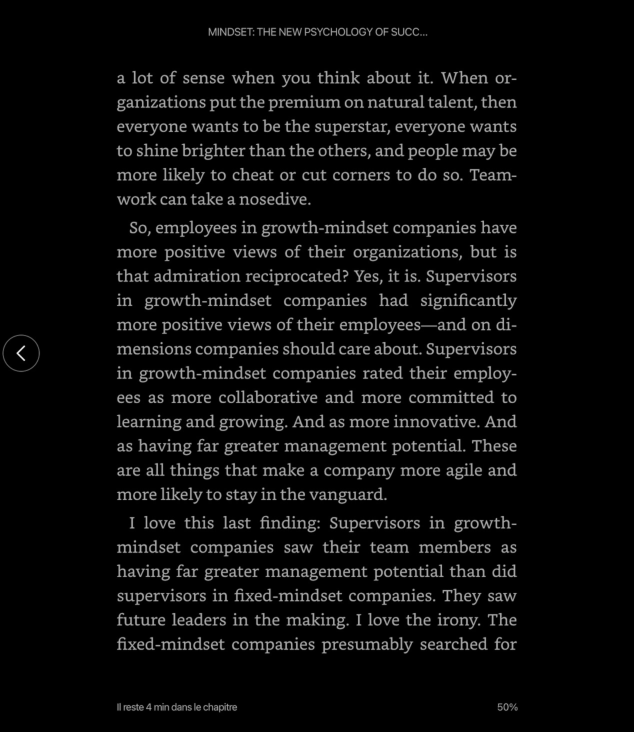 MINDSET: THE NEW PSYCHOLOGY OF SUCC...
a lot of sense when you think about it. When or-
ganizations put the premium on natural talent, then
everyone wants to be the superstar, everyone wants
to shine brighter than the others, and people may be
more likely to cheat or cut corners to do so. Team-
work can take a nosedive.
So, employees in growth-mindset companies have
more positive views of their organizations, but is
that admiration reciprocated? Yes, it is. Supervisors
in growth-mindset companies had significantly
more positive views of their employees—and on di-
mensions companies should care about. Supervisors
in growth-mindset companies rated their employ-
ees as more collaborative and more committed to
learning and growing. And as more innovative. And
as having far greater management potential. These
are all things that make a company more agile and
more likely to stay in the vanguard.
I love this last finding: Supervisors in growth-
mindset companies saw their team members as
having far greater management potential than did
supervisors in fixed-mindset companies. They saw
future leaders in the making. I love the irony. The
fixed-mindset companies presumably searched for
Il reste 4 min dans le chapitre
50%